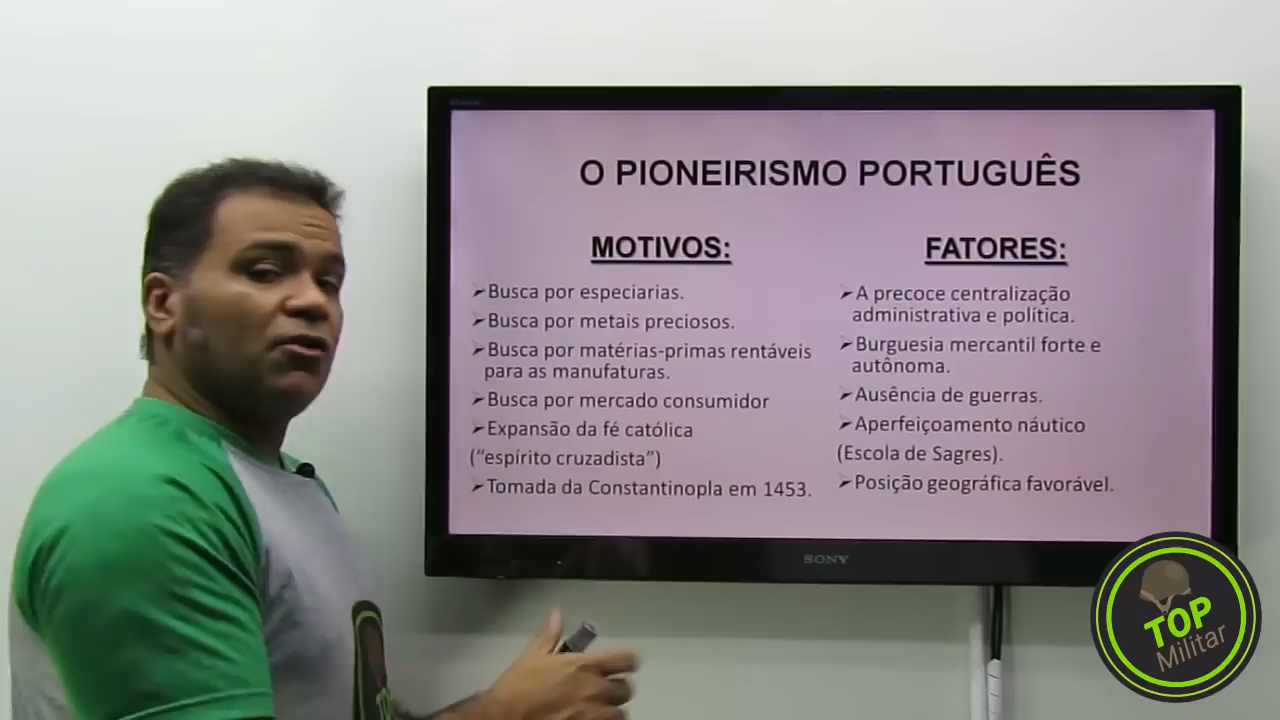 O PIONEIRISMO PORTUGUÊS
MOTIVOS:
➢Busca por especiarias.
➢Busca por metais preciosos.
➢Busca por matérias-primas rentáveis
para as manufaturas.
➢Busca por mercado consumidor
➢Expansão da fé católica
(“espírito cruzadista”)
➢Tomada da Constantinopla em 1453.
FATORES:
➢A precoce centralização
administrativa e política.
➢Burguesia mercantil forte e
autônoma.
➢Ausência de guerras.
➢Aperfeiçoamento náutico
(Escola de Sagres).
➢Posição geográfica favorável.
SONY
TOP
Militar